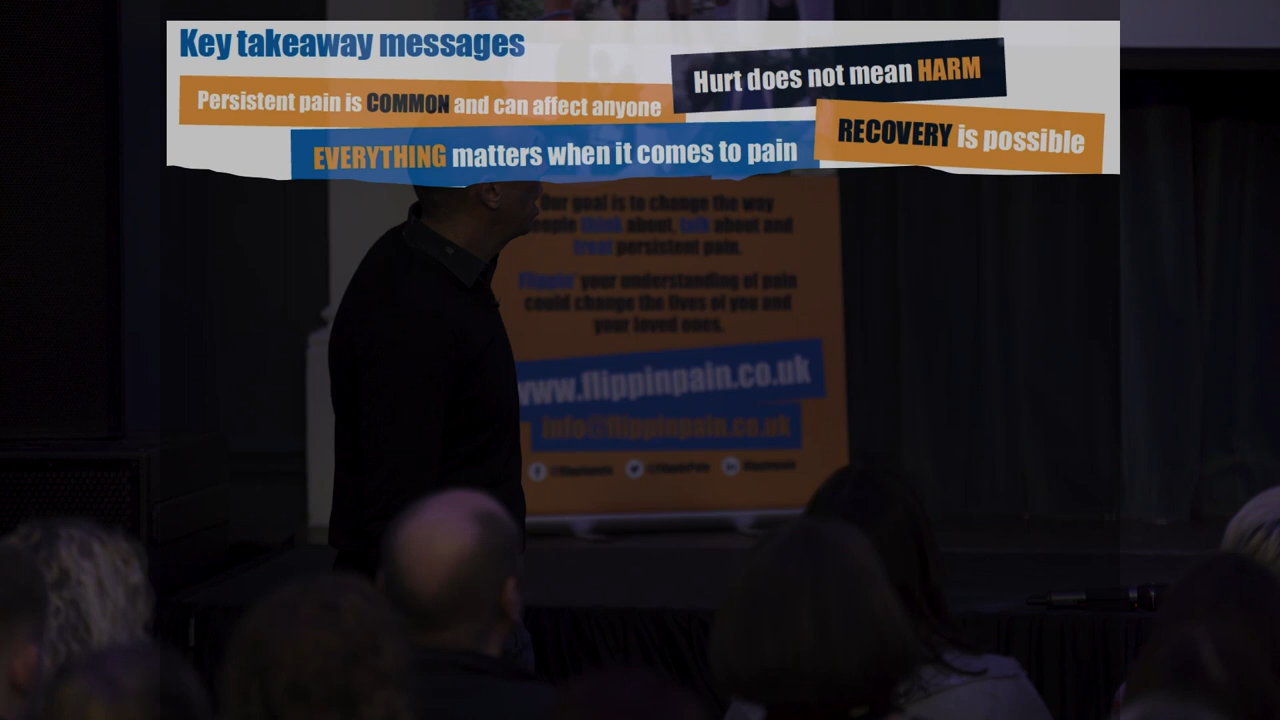 Key takeaway messages
Hurt does not mean HARM
Persistent pain is COMMON and can affect anyone
RECOVERY is possible
EVERYTHING matters when it comes to pain
Our goal is to change the way
people think about, talk about and
treat persistent pain.
Flippin' your understanding of pain
could change the lives of you and
your loved ones.
www.flippinpain.co.uk
info@flippinpain.co.uk